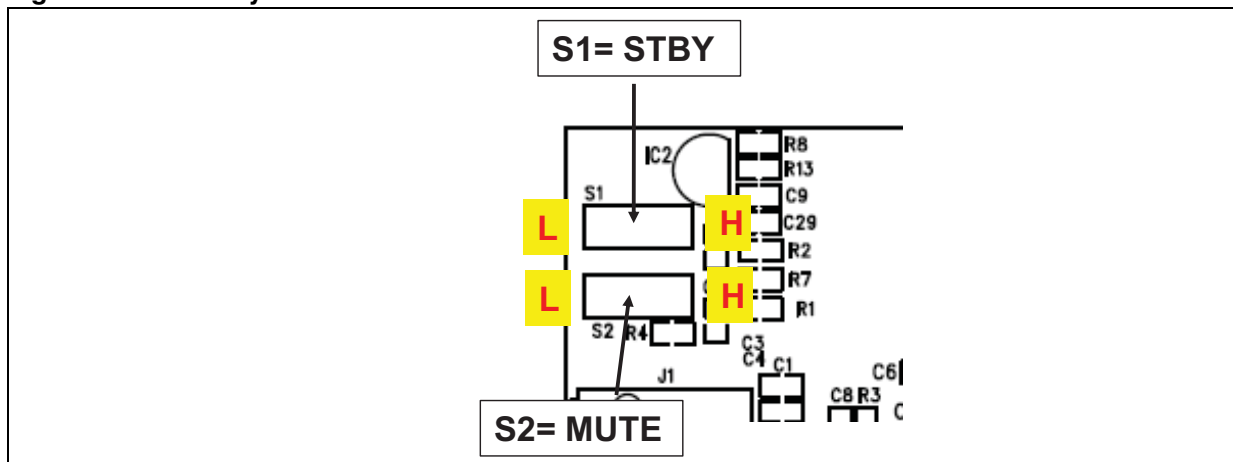 S1= STBY
IC2
R8
R13
S1
C9
L
H
C29
R2
L
H
R7
R1
S2
R4
C3
C4
C1
J1
C6
C8
R3
S2= MUTE